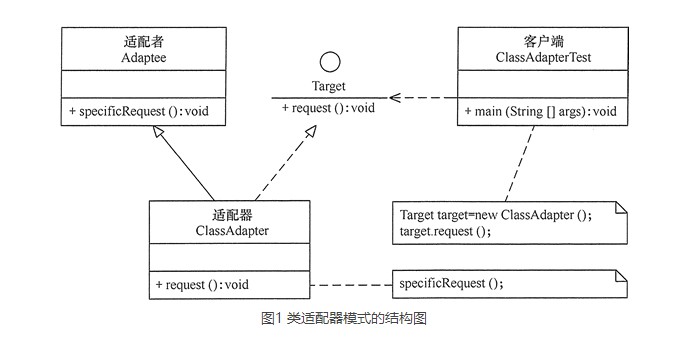 适配者
Adaptee
+ specificRequest ():void
Target
+ request ():void
客户端
ClassAdapterTest
+ main (String [] args):void
适配器
ClassAdapter
+ request ():void
Target target=new ClassAdapter ();
target.request ();
specificRequest ();
图1 类适配器模式的结构图